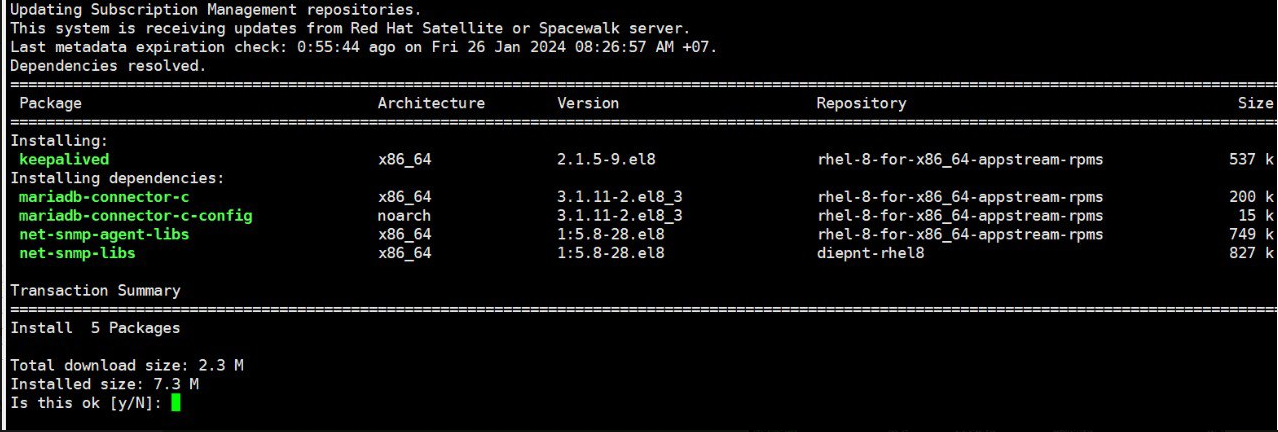 Updating Subscription Management repositories.
This system is receiving updates from Red Hat Satellite or Spacewalk server.
Last metadata expiration check: 0:55:44 ago on Fri 26 Jan 2024 08:26:57 AM +07.
Dependencies resolved.
Package Architecture Version Repository Size
Installing:
keepalived x86_64 2.1.5-9.el8 rhel-8-for-x86_64-appstream-rpms 537 k
Installing dependencies:
mariadb-connector-c x86_64 3.1.11-2.el8_3 rhel-8-for-x86_64-appstream-rpms 200 k
mariadb-connector-c-config noarch 3.1.11-2.el8_3 rhel-8-for-x86_64-appstream-rpms 15 k
net-snmp-agent-libs x86_64 1:5.8-28.el8 rhel-8-for-x86_64-appstream-rpms 749 k
net-snmp-libs x86_64 1:5.8-28.el8 diepnt-rhel8 827 k
Transaction Summary
Install 5 Packages
Total download size: 2.3 M
Installed size: 7.3 M
Is this ok [y/N]: